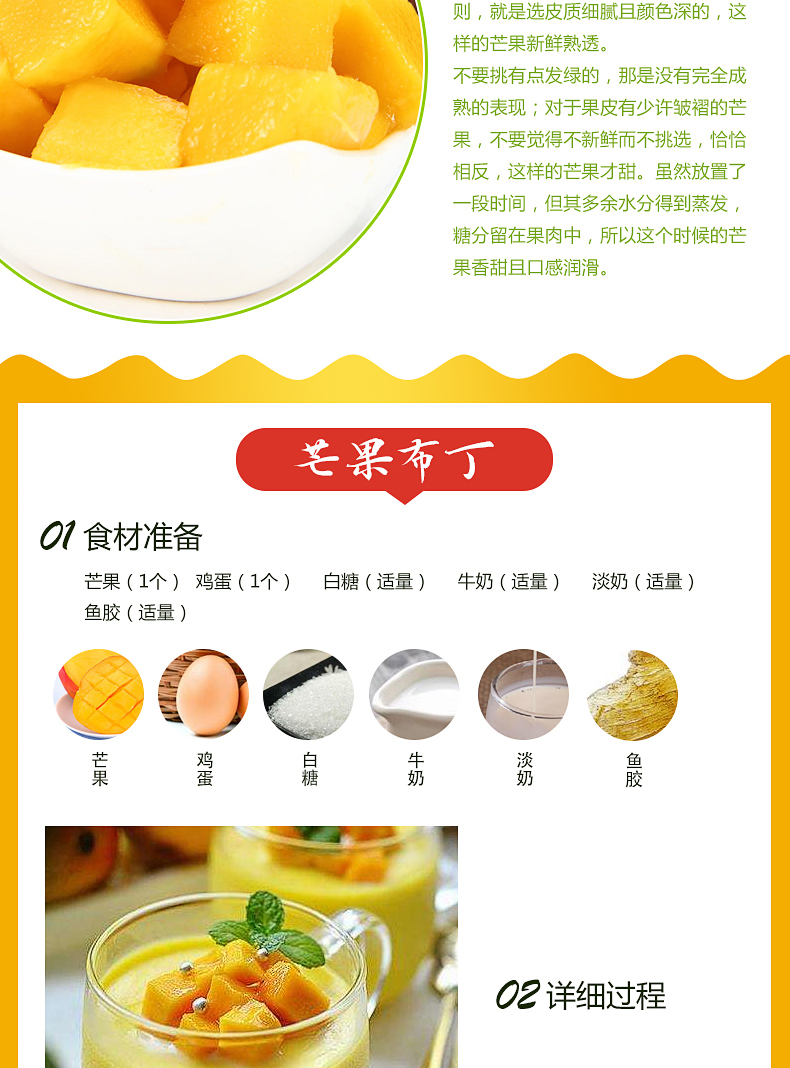 则，就是选皮质细腻且颜色深的，这
样的芒果新鲜熟透。
不要挑有点发绿的，那是没有完全成
熟的表现；对于果皮有少许皱褶的芒
果，不要觉得不新鲜而不挑选，恰恰
相反，这样的芒果才甜。虽然放置了
一段时间，但其多余水分得到蒸发，
糖分留在果肉中，所以这个时候的芒
果香甜且口感润滑。
芒果布丁
01 食材准备
芒果（1个） 鸡蛋（1个） 白糖（适量） 牛奶（适量） 淡奶（适量）
鱼胶（适量）
芒果 鸡蛋 白糖 牛奶 淡奶 鱼胶
02 详细过程